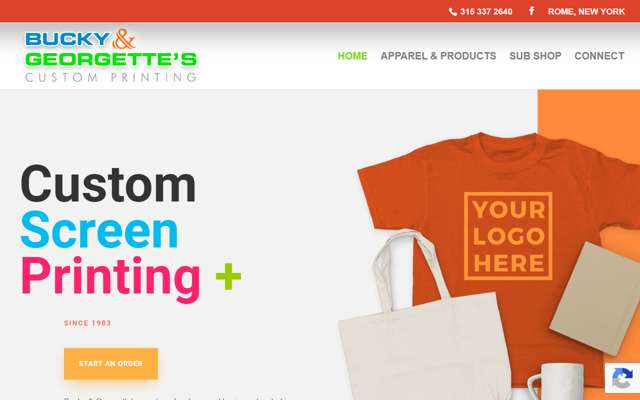 315 337 2640
ROME, NEW YORK
BUCKY &
GEORGETTE'S
CUSTOM PRINTING
HOME
APPAREL & PRODUCTS
SUB SHOP
CONNECT
Custom
Screen
Printing +
YOUR
LOGO
HERE
SINCE 1983
START AN ORDER